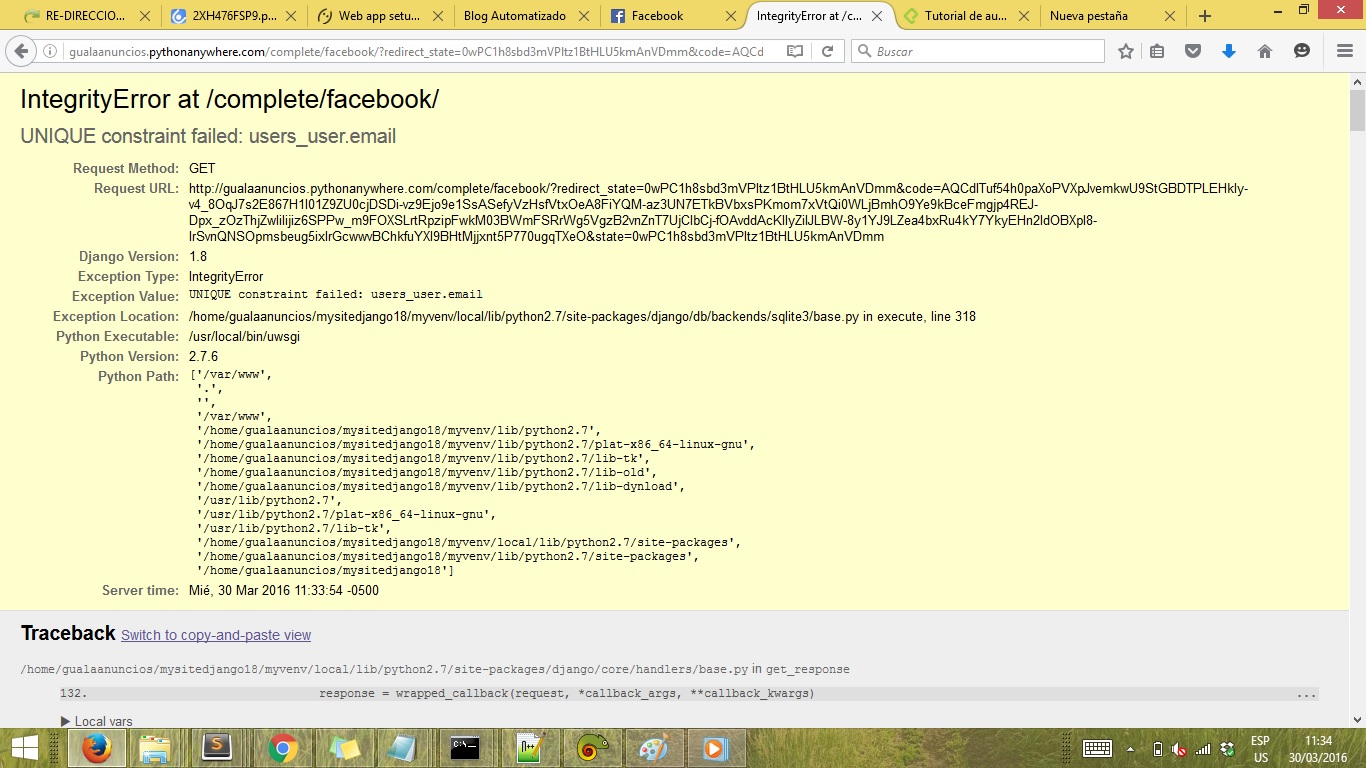 RE-DIRECCIO...
2XH476FSP9.p...
Web app setu...
Blog Automatizado
Facebook
IntegrityError at /c...
Tutorial de au...
Nueva pestaña
gualaanuncios.pythonanywhere.com/complete/facebook/?redirect_state=0wPC1h8sbd3mVPItz1BtHLU5kmAnVDmm&code=AQCd
Buscar
IntegrityError at /complete/facebook/
UNIQUE constraint failed: users_user.email
Request Method: GET
Request URL: http://gualaanuncios.pythonanywhere.com/complete/facebook/?redirect_state=0wPC1h8sbd3mVPItz1BtHLU5kmAnVDmm&code=AQCdlTuf54h0paXoPVXpJvemkwU9StGBDTPLEHkly-
v4_8OqJ7s2E867H1I01Z9ZU0cjDSDi-vz9Ejo9e1SsASefyVzHsfVtxOeA8FiYQM-az3UN7ETkBVbxsPKmom7xVtQi0WLjBmhO9Ye9kBceFmgjp4REJ-
Dpx_zOzThjZwIiIijiz6SPPw_m9FOXSLrtRpzipFwkM03BWmFSRrWg5VgzB2vnZnT7UjClbCj-fOAvddAcKIlyZilJLBW-8y1YJ9LZea4bxRu4kY7YkyEHn2IdOBXpl8-
lrSvnQNSOpmsbeug5ixlrGcwwvBChkfuYXl9BHtMjjxnt5P770ugqTXeO&state=0wPC1h8sbd3mVPItz1BtHLU5kmAnVDmm
Django Version: 1.8
Exception Type: IntegrityError
Exception Value: UNIQUE constraint failed: users_user.email
Exception Location: /home/gualaanuncios/mysitedjango18/myvenv/local/lib/python2.7/site-packages/django/db/backends/sqlite3/base.py in execute, line 318
Python Executable: /usr/local/bin/uwsgi
Python Version: 2.7.6
Python Path: ['/var/www',
'.',
'',
'/var/www',
'/home/gualaanuncios/mysitedjango18/myvenv/lib/python2.7',
'/home/gualaanuncios/mysitedjango18/myvenv/lib/python2.7/plat-x86_64-linux-gnu',
'/home/gualaanuncios/mysitedjango18/myvenv/lib/python2.7/lib-tk',
'/home/gualaanuncios/mysitedjango18/myvenv/lib/python2.7/lib-old',
'/home/gualaanuncios/mysitedjango18/myvenv/lib/python2.7/lib-dynload',
'/usr/lib/python2.7',
'/usr/lib/python2.7/plat-x86_64-linux-gnu',
'/usr/lib/python2.7/lib-tk',
'/home/gualaanuncios/mysitedjango18/myvenv/local/lib/python2.7/site-packages',
'/home/gualaanuncios/mysitedjango18/myvenv/lib/python2.7/site-packages',
'/home/gualaanuncios/mysitedjango18']
Server time: Mié, 30 Mar 2016 11:33:54 -0500
Traceback Switch to copy-and-paste view
/home/gualaanuncios/mysitedjango18/myvenv/local/lib/python2.7/site-packages/django/core/handlers/base.py in get_response
132. response = wrapped_callback(request, *callback_args, **callback_kwargs) ...
▶ Local vars
ESP
US
11:34
30/03/2016